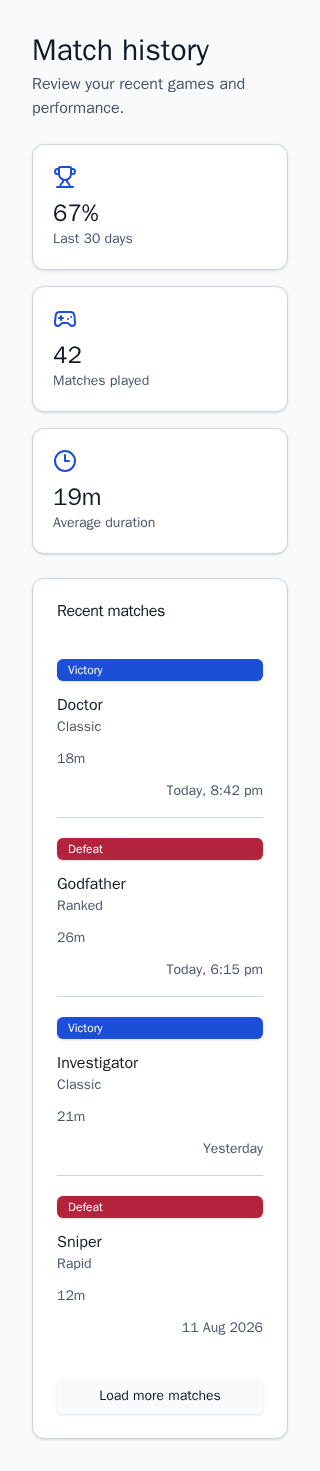 Match history
Review your recent games and
performance.
67%
Last 30 days
42
Matches played
19m
Average duration
Recent matches
Victory
Doctor
Classic
18m
Today, 8:42 pm
Defeat
Godfather
Ranked
26m
Today, 6:15 pm
Victory
Investigator
Classic
21m
Yesterday
Defeat
Sniper
Rapid
12m
11 Aug 2026
Load more matches